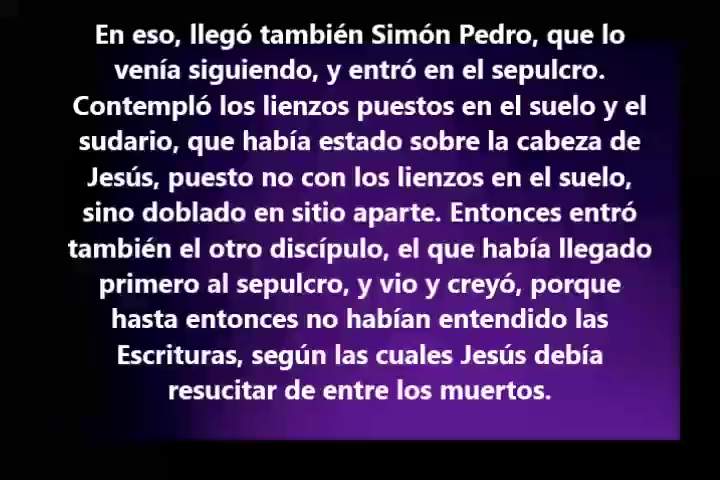 En eso, llegó también Simón Pedro, que lo
venía siguiendo, y entró en el sepulcro.
Contempló los lienzos puestos en el suelo y el
sudario, que había estado sobre la cabeza de
Jesús, puesto no con los lienzos en el suelo,
sino doblado en sitio aparte. Entonces entró
también el otro discípulo, el que había llegado
primero al sepulcro, y vio y creyó, porque
hasta entonces no habían entendido las
Escrituras, según las cuales Jesús debía
resucitar de entre los muertos.